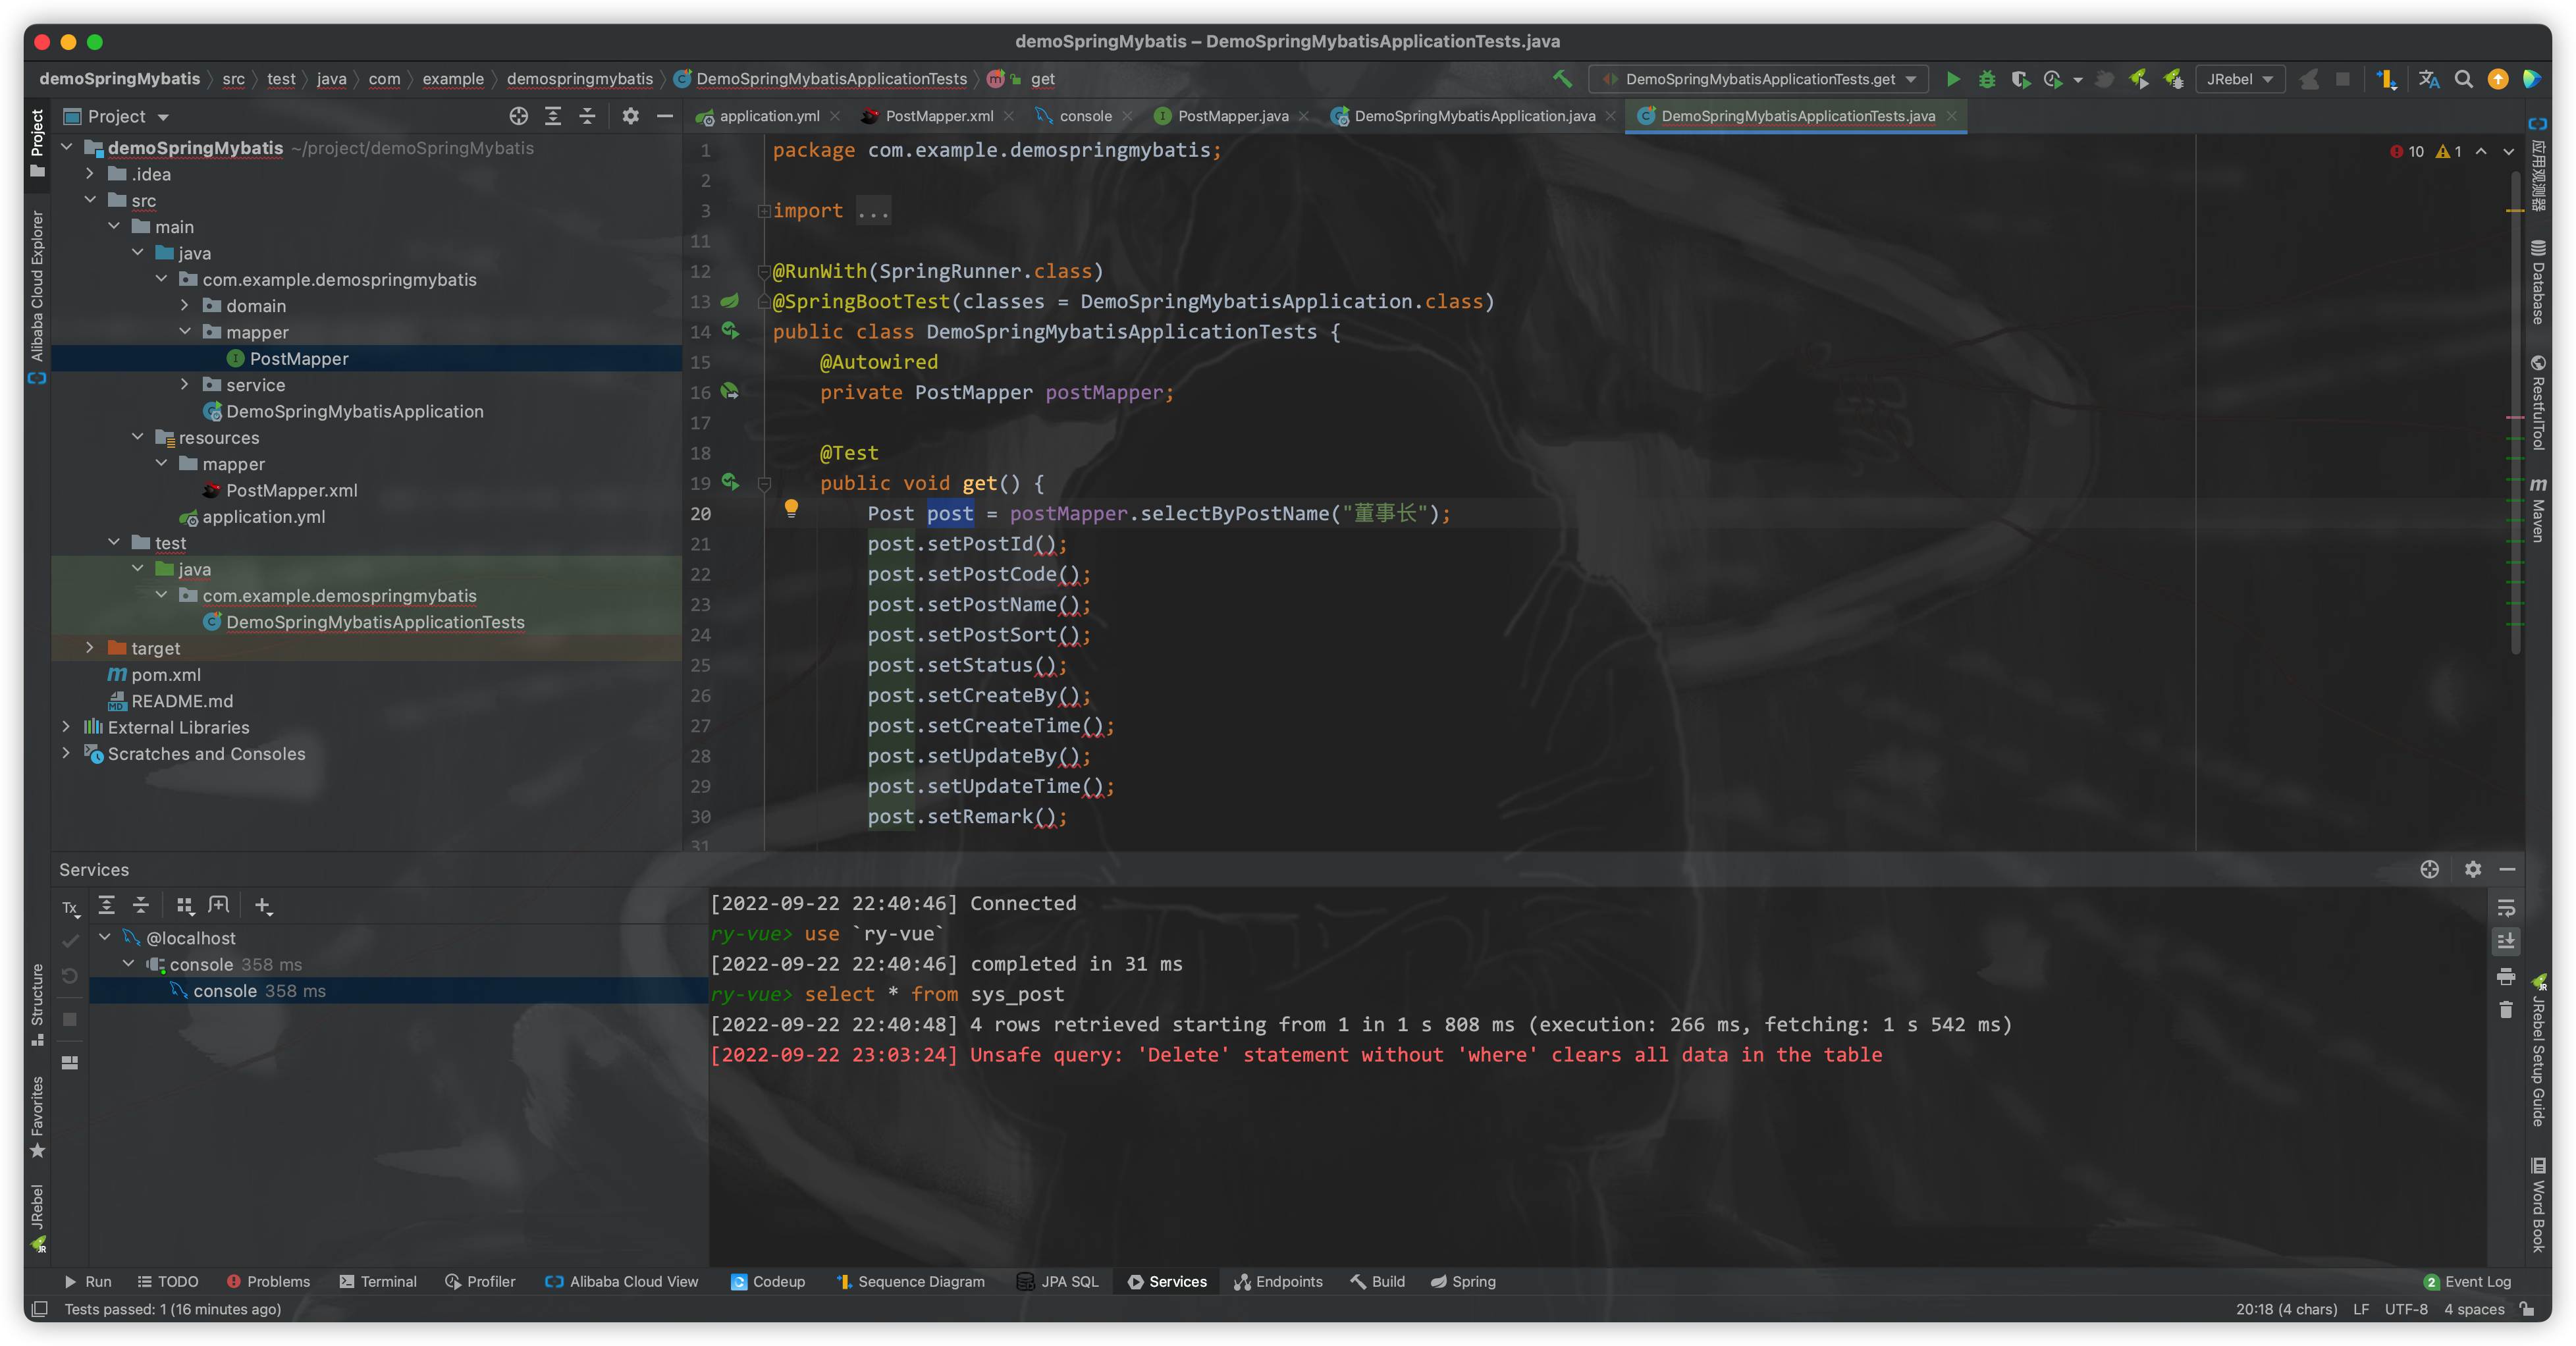 demoSpringMybatis – DemoSpringMybatisApplicationTests.java
demoSpringMybatis src test java com example demospringmybatis DemoSpringMybatisApplicationTests get
DemoSpringMybatisApplicationTests.get
JRebel
Project
application.yml PostMapper.xml console PostMapper.java DemoSpringMybatisApplication.java DemoSpringMybatisApplicationTests.java
Project
Alibaba Cloud Explorer
Structure
Favorites
JRebel
demoSpringMybatis ~/project/demoSpringMybatis
.idea
src
main
java
com.example.demospringmybatis
domain
mapper
PostMapper
service
DemoSpringMybatisApplication
resources
mapper
PostMapper.xml
application.yml
test
java
com.example.demospringmybatis
DemoSpringMybatisApplicationTests
target
pom.xml
README.md
External Libraries
Scratches and Consoles
1 package com.example.demospringmybatis;
2
3 import ...
11
12 @RunWith(SpringRunner.class)
13 @SpringBootTest(classes = DemoSpringMybatisApplication.class)
14 public class DemoSpringMybatisApplicationTests {
15 @Autowired
16 private PostMapper postMapper;
17
18 @Test
19 public void get() {
20 Post post = postMapper.selectByPostName("董事长");
21 post.setPostId();
22 post.setPostCode();
23 post.setPostName();
24 post.setPostSort();
25 post.setStatus();
26 post.setCreateBy();
27 post.setCreateTime();
28 post.setUpdateBy();
29 post.setUpdateTime();
30 post.setRemark();
31
10 1
应用观测器
Database
RestfulTool
Maven
JRebel Setup Guide
Word Book
Services
Tx
@localhost
console 358 ms
console 358 ms
[2022-09-22 22:40:46] Connected
ry-vue> use `ry-vue`
[2022-09-22 22:40:46] completed in 31 ms
ry-vue> select * from sys_post
[2022-09-22 22:40:48] 4 rows retrieved starting from 1 in 1 s 808 ms (execution: 266 ms, fetching: 1 s 542 ms)
[2022-09-22 23:03:24] Unsafe query: 'Delete' statement without 'where' clears all data in the table
Run TODO Problems Terminal Profiler Alibaba Cloud View Codeup Sequence Diagram JPA SQL Services Endpoints Build Spring
2 Event Log
Tests passed: 1 (16 minutes ago)
20:18 (4 chars) LF UTF-8 4 spaces